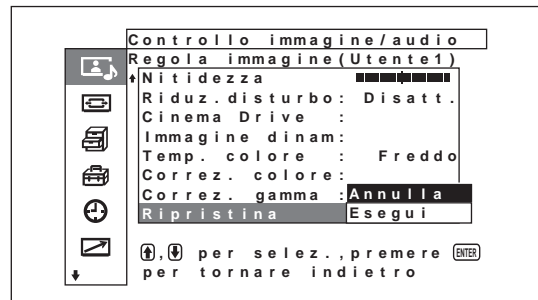 Controllo immagine/audio
Regola immagine(Utente1)
Nitidezza
Riduz.disturbo: Disatt.
Cinema Drive :
Immagine dinam:
Temp. colore : Freddo
Correz. colore:
Correz. gamma : Annulla
Ripristina Esegui
, per selez.,premere ENTER
per tornare indietro